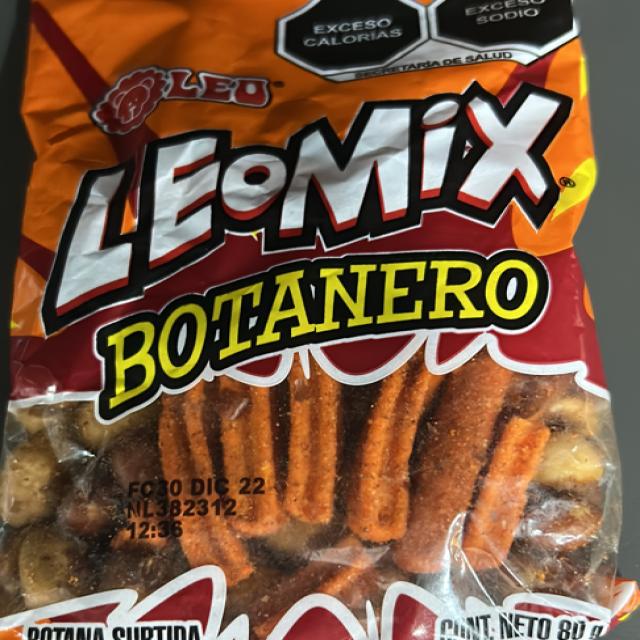 EXCESO
CALORÍAS
EXCESO
SODIO
SECRETARÍA DE SALUD
LEO
LEOMiX®
BOTANERO
FC30 DIC 22
NL382312
12:36
BOTANA SURTIDA
CONT. NETO 80 g